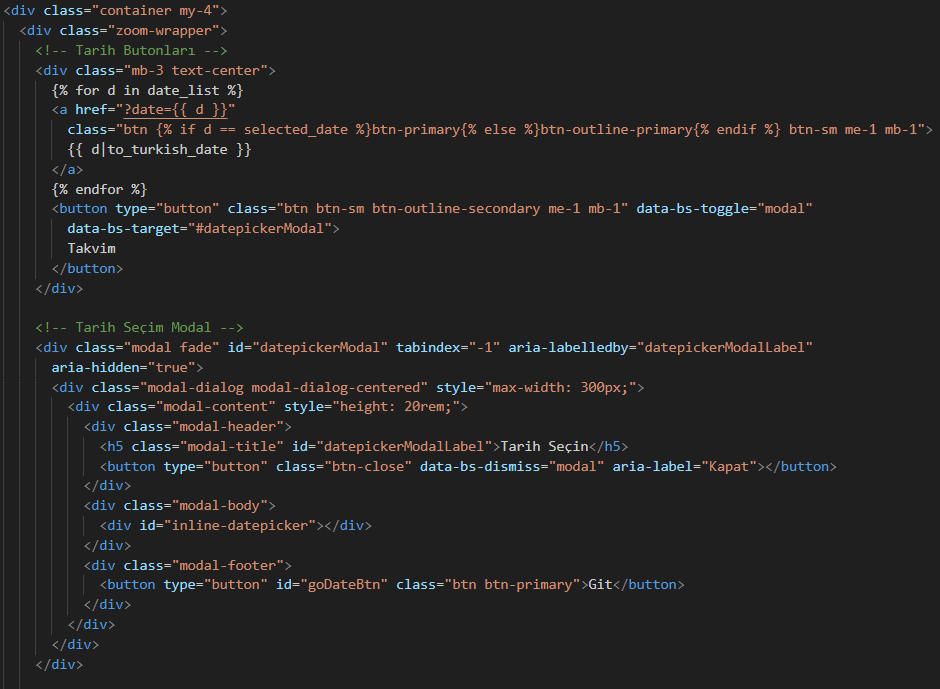 <div class="container my-4">
<div class="zoom-wrapper">
<!-- Tarih Butonları -->
<div class="mb-3 text-center">
{% for d in date_list %}
<a href="?date={{ d }}"
class="btn {% if d == selected_date %}btn-primary{% else %}btn-outline-primary{% endif %} btn-sm me-1 mb-1">
{{ d|to_turkish_date }}
</a>
{% endfor %}
<button type="button" class="btn btn-sm btn-outline-secondary me-1 mb-1" data-bs-toggle="modal"
data-bs-target="#datepickerModal">
Takvim
</button>
</div>
<!-- Tarih Seçim Modal -->
<div class="modal fade" id="datepickerModal" tabindex="-1" aria-labelledby="datepickerModalLabel"
aria-hidden="true">
<div class="modal-dialog modal-dialog-centered" style="max-width: 300px;">
<div class="modal-content" style="height: 20rem;">
<div class="modal-header">
<h5 class="modal-title" id="datepickerModalLabel">Tarih Seçin</h5>
<button type="button" class="btn-close" data-bs-dismiss="modal" aria-label="Kapat"></button>
</div>
<div class="modal-body">
<div id="inline-datepicker"></div>
</div>
<div class="modal-footer">
<button type="button" id="goDateBtn" class="btn btn-primary">Git</button>
</div>
</div>
</div>
</div>